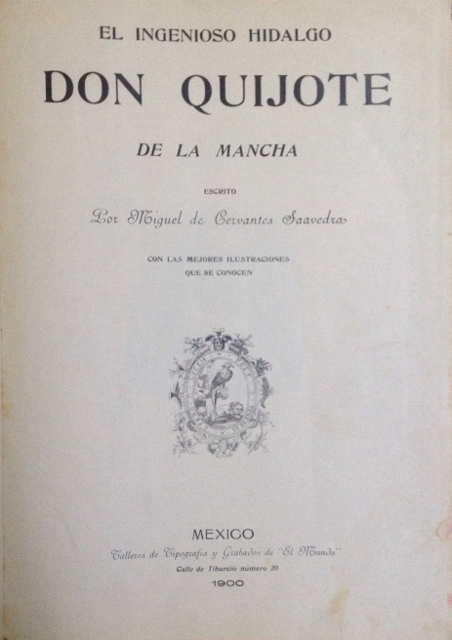 EL INGENIOSO HIDALGO
DON QUIJOTE
DE LA MANCHA
ESCRITO
Por Miguel de Cervantes Saavedra
CON LAS MEJORES ILUSTRACIONES
QUE SE CONOCEN
MEXICO
Talleres de Tipografía y Grabados de "El Mundo"
Calle de Tiburcio número 20
1900